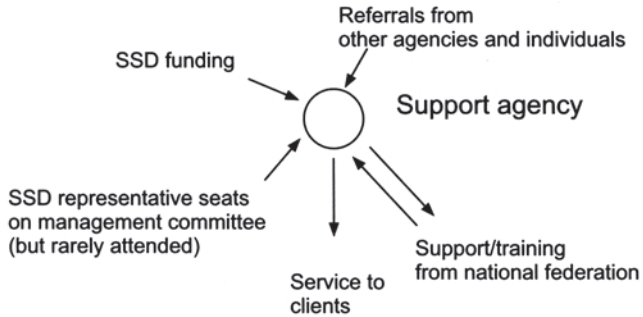 Referrals from
other agencies and individuals
SSD funding
Support agency
SSD representative seats
on management committee
(but rarely attended)
Support/training
from national federation
Service to
clients